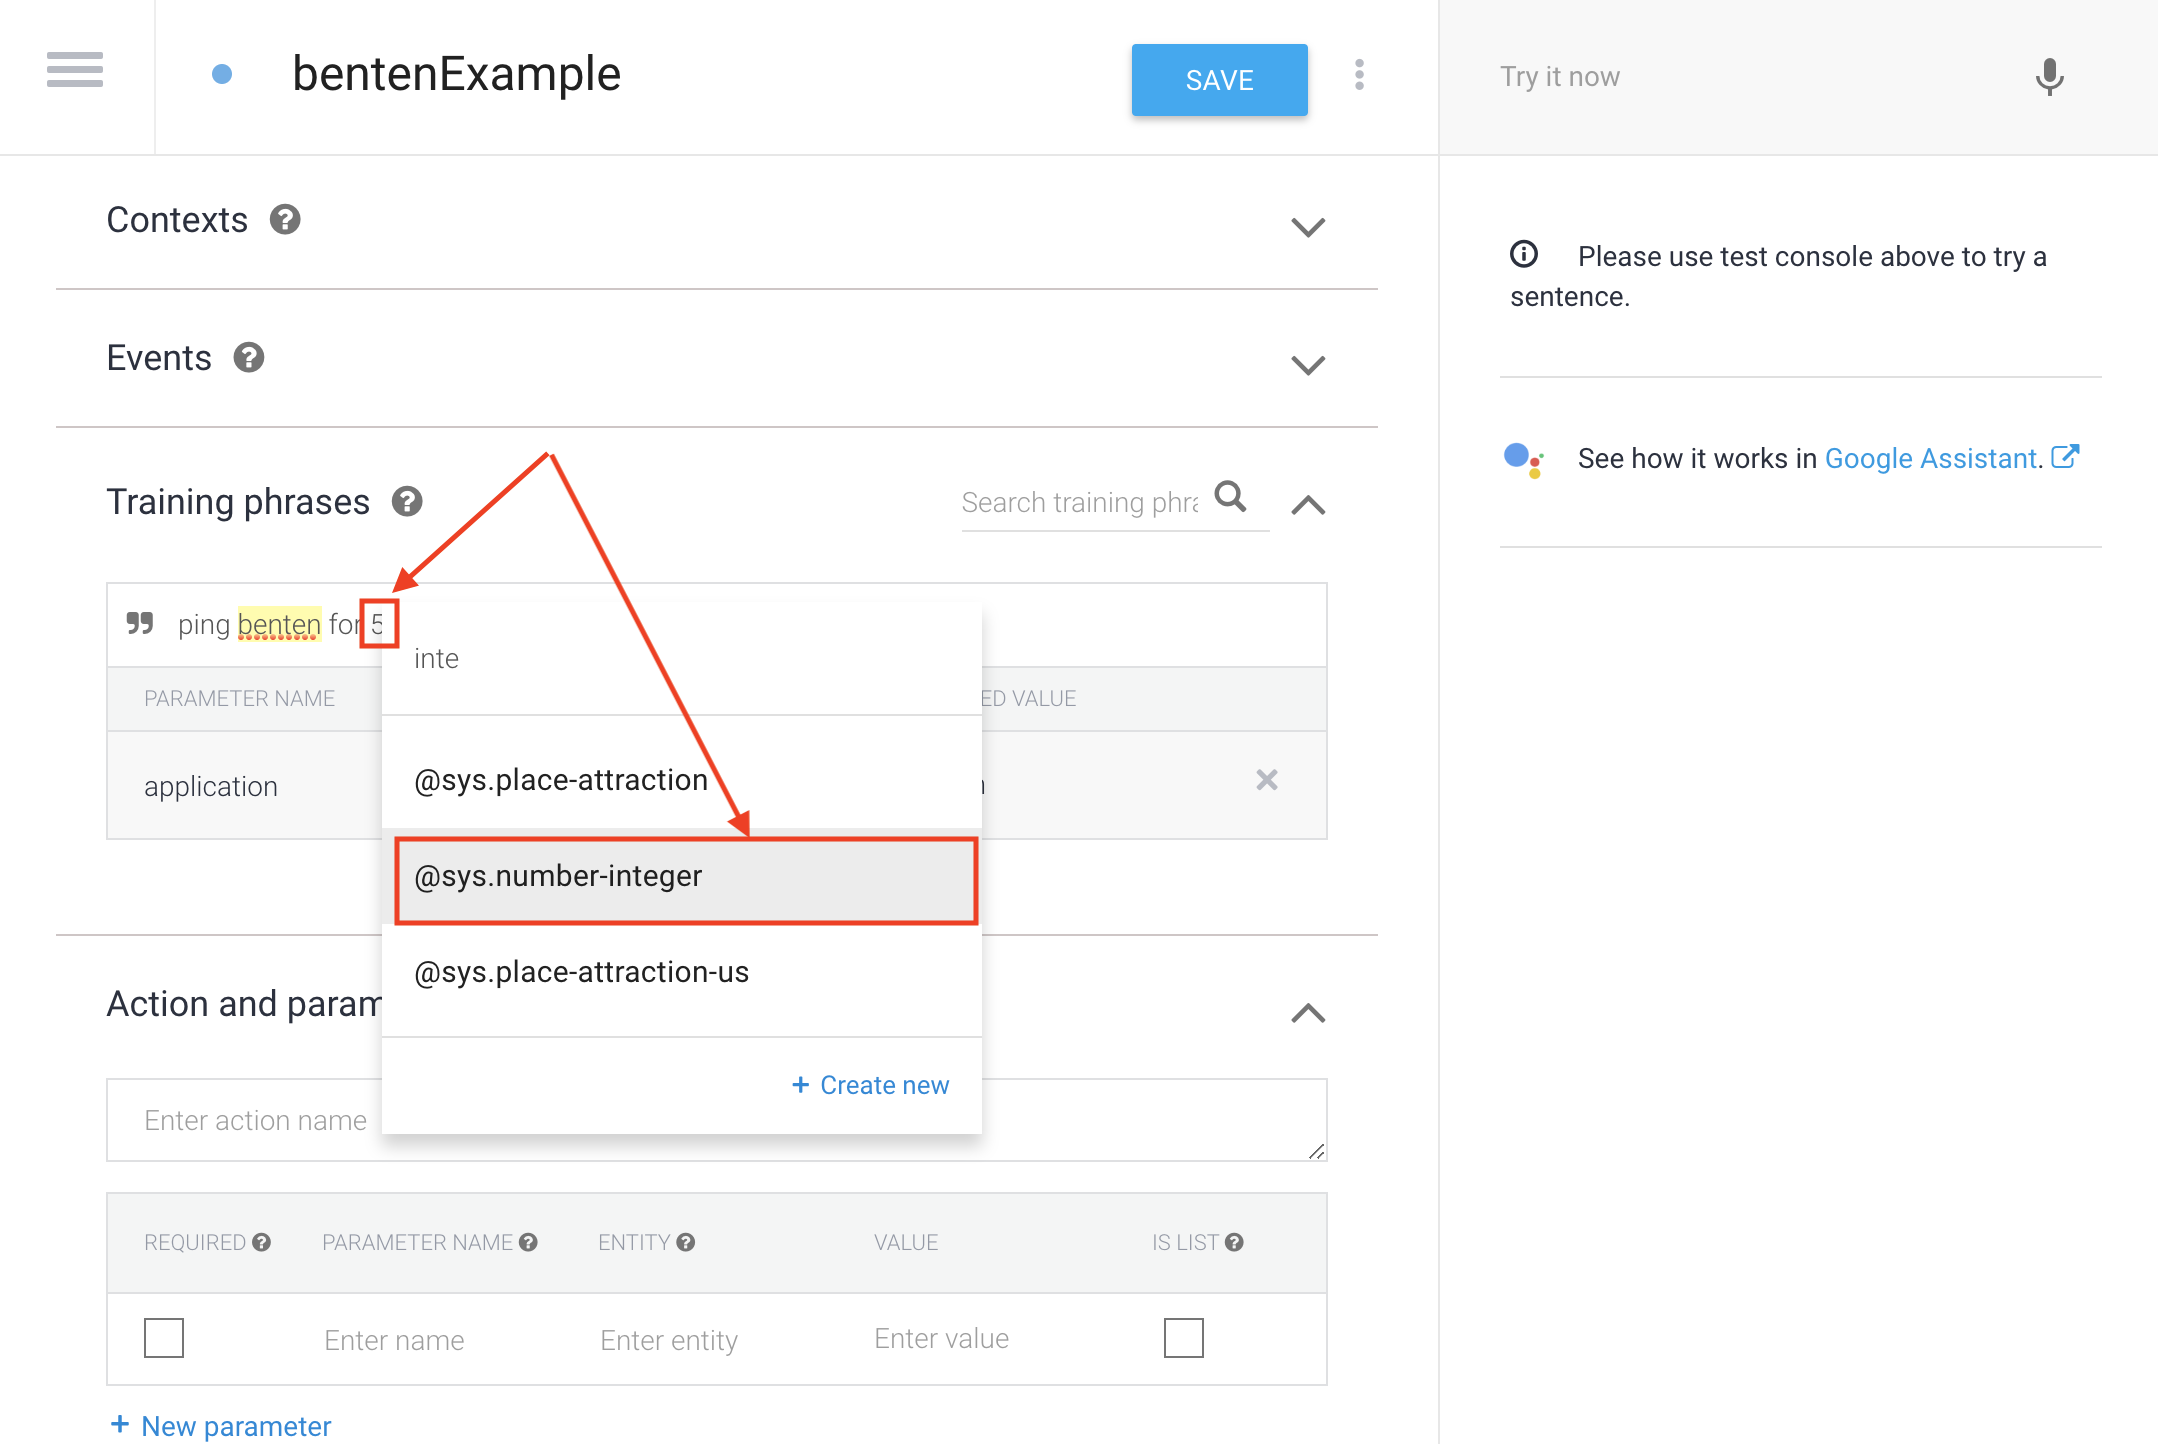 bentenExample
SAVE
Try it now
Contexts
Please use test console above to try a
sentence.
Events
See how it works in Google Assistant.
Training phrases
Search training phra
ping benten for 5
inte
PARAMETER NAME
ED VALUE
application
@sys.place-attraction
@sys.number-integer
@sys.place-attraction-us
Action and param
+ Create new
Enter action name
REQUIRED PARAMETER NAME ENTITY VALUE IS LIST
Enter name Enter entity Enter value
+ New parameter